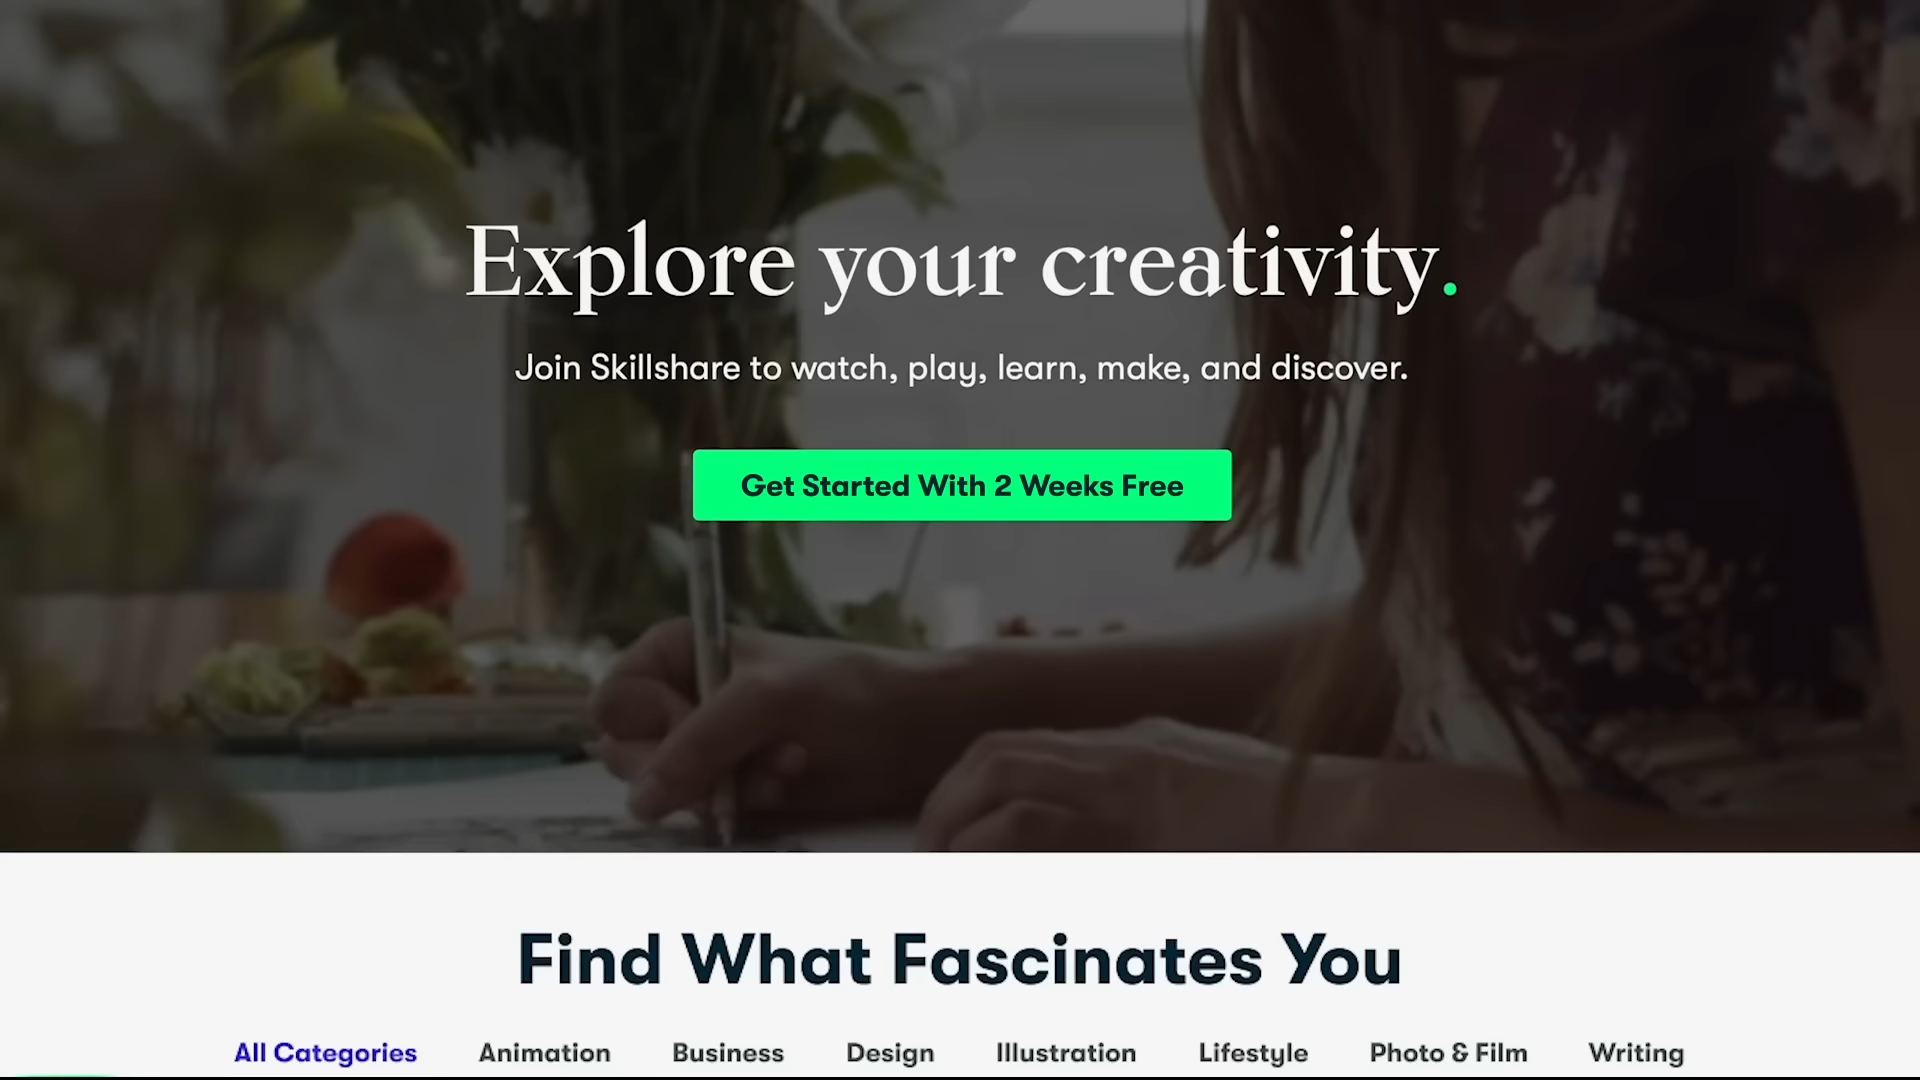 Explore your creativity.
Join Skillshare to watch, play, learn, make, and discover.
Get Started With 2 Weeks Free
Find What Fascinates You
All Categories Animation Business Design Illustration Lifestyle Photo & Film Writing